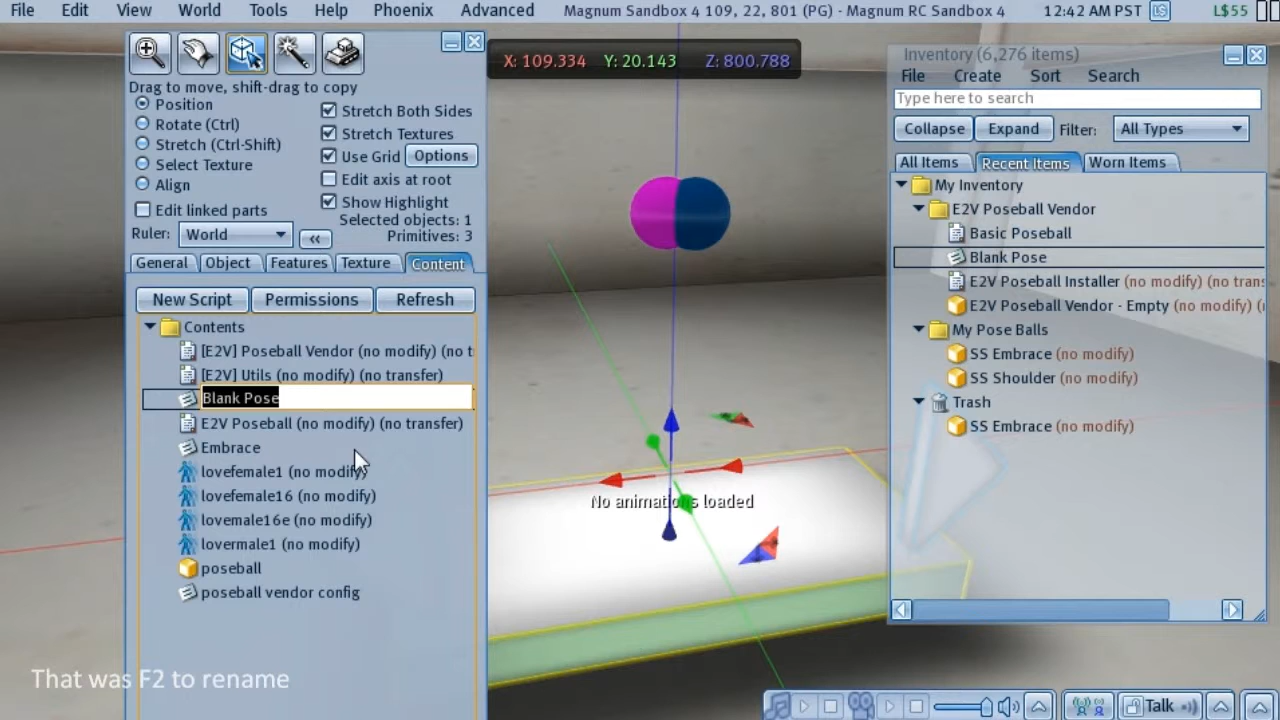 File Edit View World Tools Help Phoenix Advanced Magnum Sandbox 4 109, 22, 801 (PG) - Magnum RC Sandbox 4 12:42 AM PST L$55
X: 109.334 Y: 20.143 Z: 800.788
Drag to move, shift-drag to copy
Position
Rotate (Ctrl)
Stretch (Ctrl-Shift)
Select Texture
Align
Edit linked parts
Ruler: World
Stretch Both Sides
Stretch Textures
Use Grid Options
Edit axis at root
Show Highlight
Selected objects: 1
Primitives: 3
<<
General Object Features Texture Content
New Script Permissions Refresh
Contents
[E2V] Poseball Vendor (no modify) (no t
[E2V] Utils (no modify) (no transfer)
Blank Pose
E2V Poseball (no modify) (no transfer)
Embrace
lovefemale1 (no modify)
lovefemale16 (no modify)
lovemale16e (no modify)
lovermale1 (no modify)
poseball
poseball vendor config
No animations loaded
Inventory (6,276 items)
File Create Sort Search
Type here to search
Collapse Expand Filter: All Types
All Items Recent Items Worn Items
My Inventory
E2V Poseball Vendor
Basic Poseball
Blank Pose
E2V Poseball Installer (no modify) (no trans
E2V Poseball Vendor - Empty (no modify) (
My Pose Balls
SS Embrace (no modify)
SS Shoulder (no modify)
Trash
SS Embrace (no modify)
That was F2 to rename
Talk